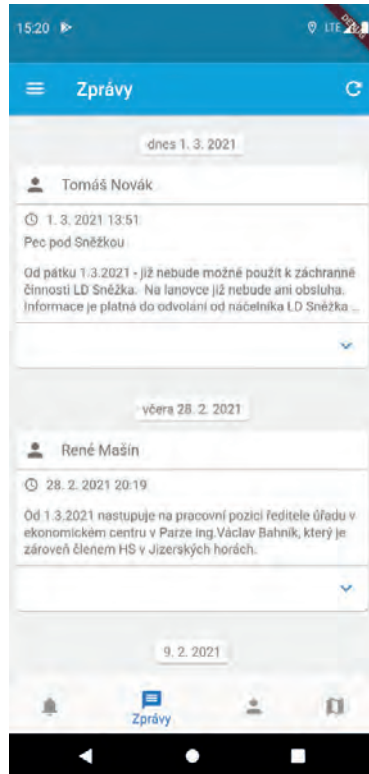 15:20 LTE
DEBUG
Zprávy
dnes 1. 3. 2021
Tomáš Novák
1. 3. 2021 13:51
Pec pod Sněžkou
Od pátku 1.3.2021 - již nebude možné použít k záchranné
činnosti LD Sněžka. Na lanovce již nebude ani obsluha.
Informace je platná do odvolání od náčelníka LD Sněžka ...
včera 28. 2. 2021
René Mašín
28. 2. 2021 20:19
Od 1.3.2021 nastupuje na pracovní pozici ředitele úřadu v
ekonomickém centru v Parze ing.Václav Bahník, který je
zároveň členem HS v Jizerských horách.
9. 2. 2021
Zprávy